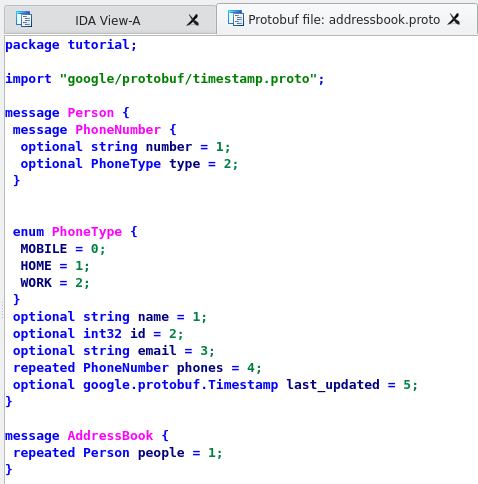 IDA View-A
Protobuf file: addressbook.proto
package tutorial;
import "google/protobuf/timestamp.proto";
message Person {
message PhoneNumber {
optional string number = 1;
optional PhoneType type = 2;
}
enum PhoneType {
MOBILE = 0;
HOME = 1;
WORK = 2;
}
optional string name = 1;
optional int32 id = 2;
optional string email = 3;
repeated PhoneNumber phones = 4;
optional google.protobuf.Timestamp last_updated = 5;
}
message AddressBook {
repeated Person people = 1;
}